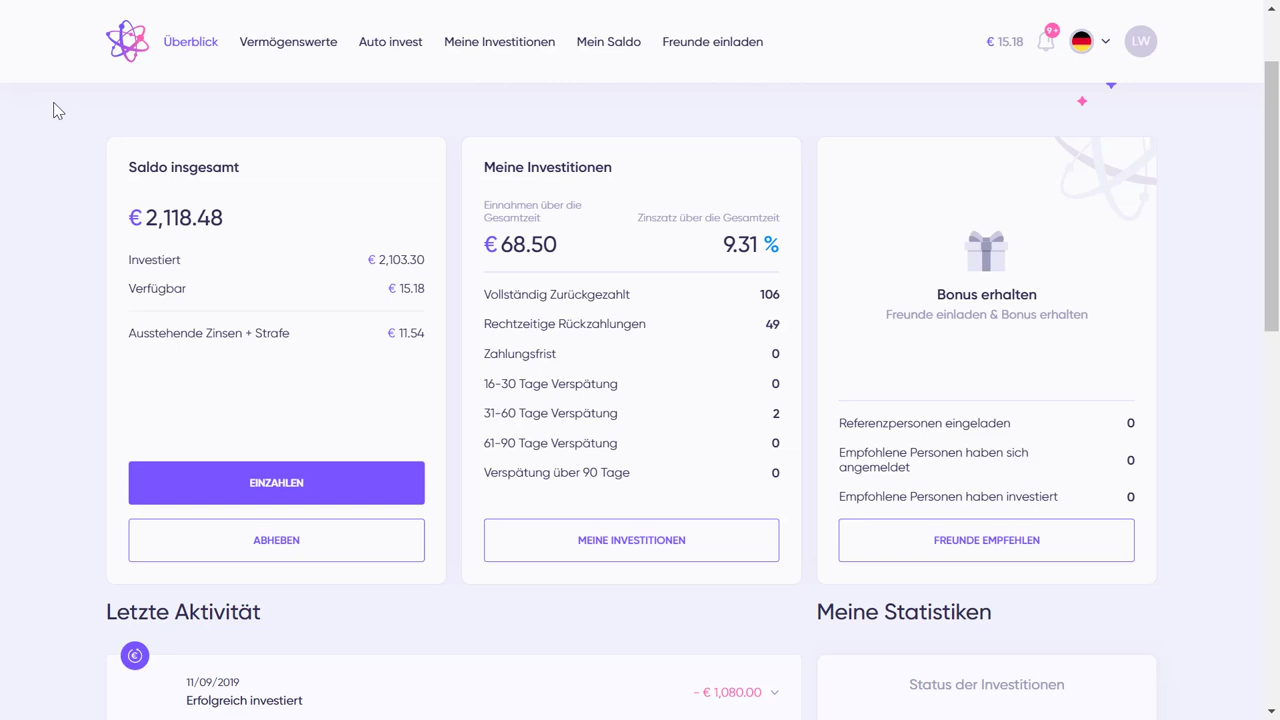 Überblick Vermögenswerte Auto invest Meine Investitionen Mein Saldo Freunde einladen € 15.18 9+ LW
Saldo insgesamt
€ 2,118.48
Investiert € 2,103.30
Verfügbar € 15.18
Ausstehende Zinsen + Strafe € 11.54
EINZAHLEN
ABHEBEN
Meine Investitionen
Einnahmen über die
Gesamtzeit
Zinszatz über die Gesamtzeit
€ 68.50 9.31 %
Vollständig Zurückgezahlt 106
Rechtzeitige Rückzahlungen 49
Zahlungsfrist 0
16-30 Tage Verspätung 0
31-60 Tage Verspätung 2
61-90 Tage Verspätung 0
Verspätung über 90 Tage 0
MEINE INVESTITIONEN
Bonus erhalten
Freunde einladen & Bonus erhalten
Referenzpersonen eingeladen 0
Empfohlene Personen haben sich
angemeldet 0
Empfohlene Personen haben investiert 0
FREUNDE EMPFEHLEN
Letzte Aktivität
11/09/2019
Erfolgreich investiert - € 1,080.00
Meine Statistiken
Status der Investitionen